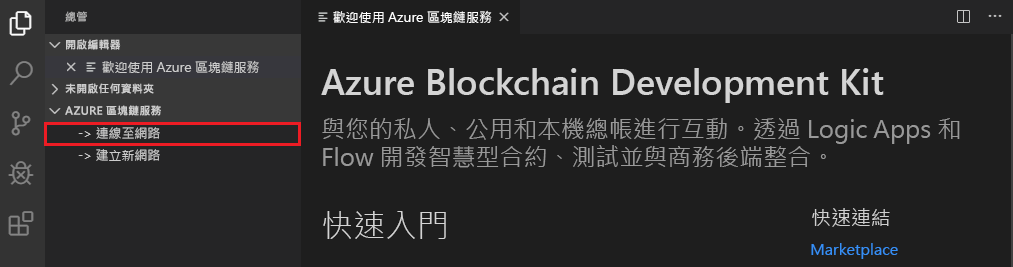 總管
開啟編輯器
歡迎使用 Azure 區塊鏈服務
未開啟任何資料夾
AZURE 區塊鏈服務
-> 連線至網路
-> 建立新網路
歡迎使用 Azure 區塊鏈服務
Azure Blockchain Development Kit
與您的私人、公用和本機總帳進行互動。透過 Logic Apps 和
Flow 開發智慧型合約、測試並與商務後端整合。
快速入門
快速連結
Marketplace